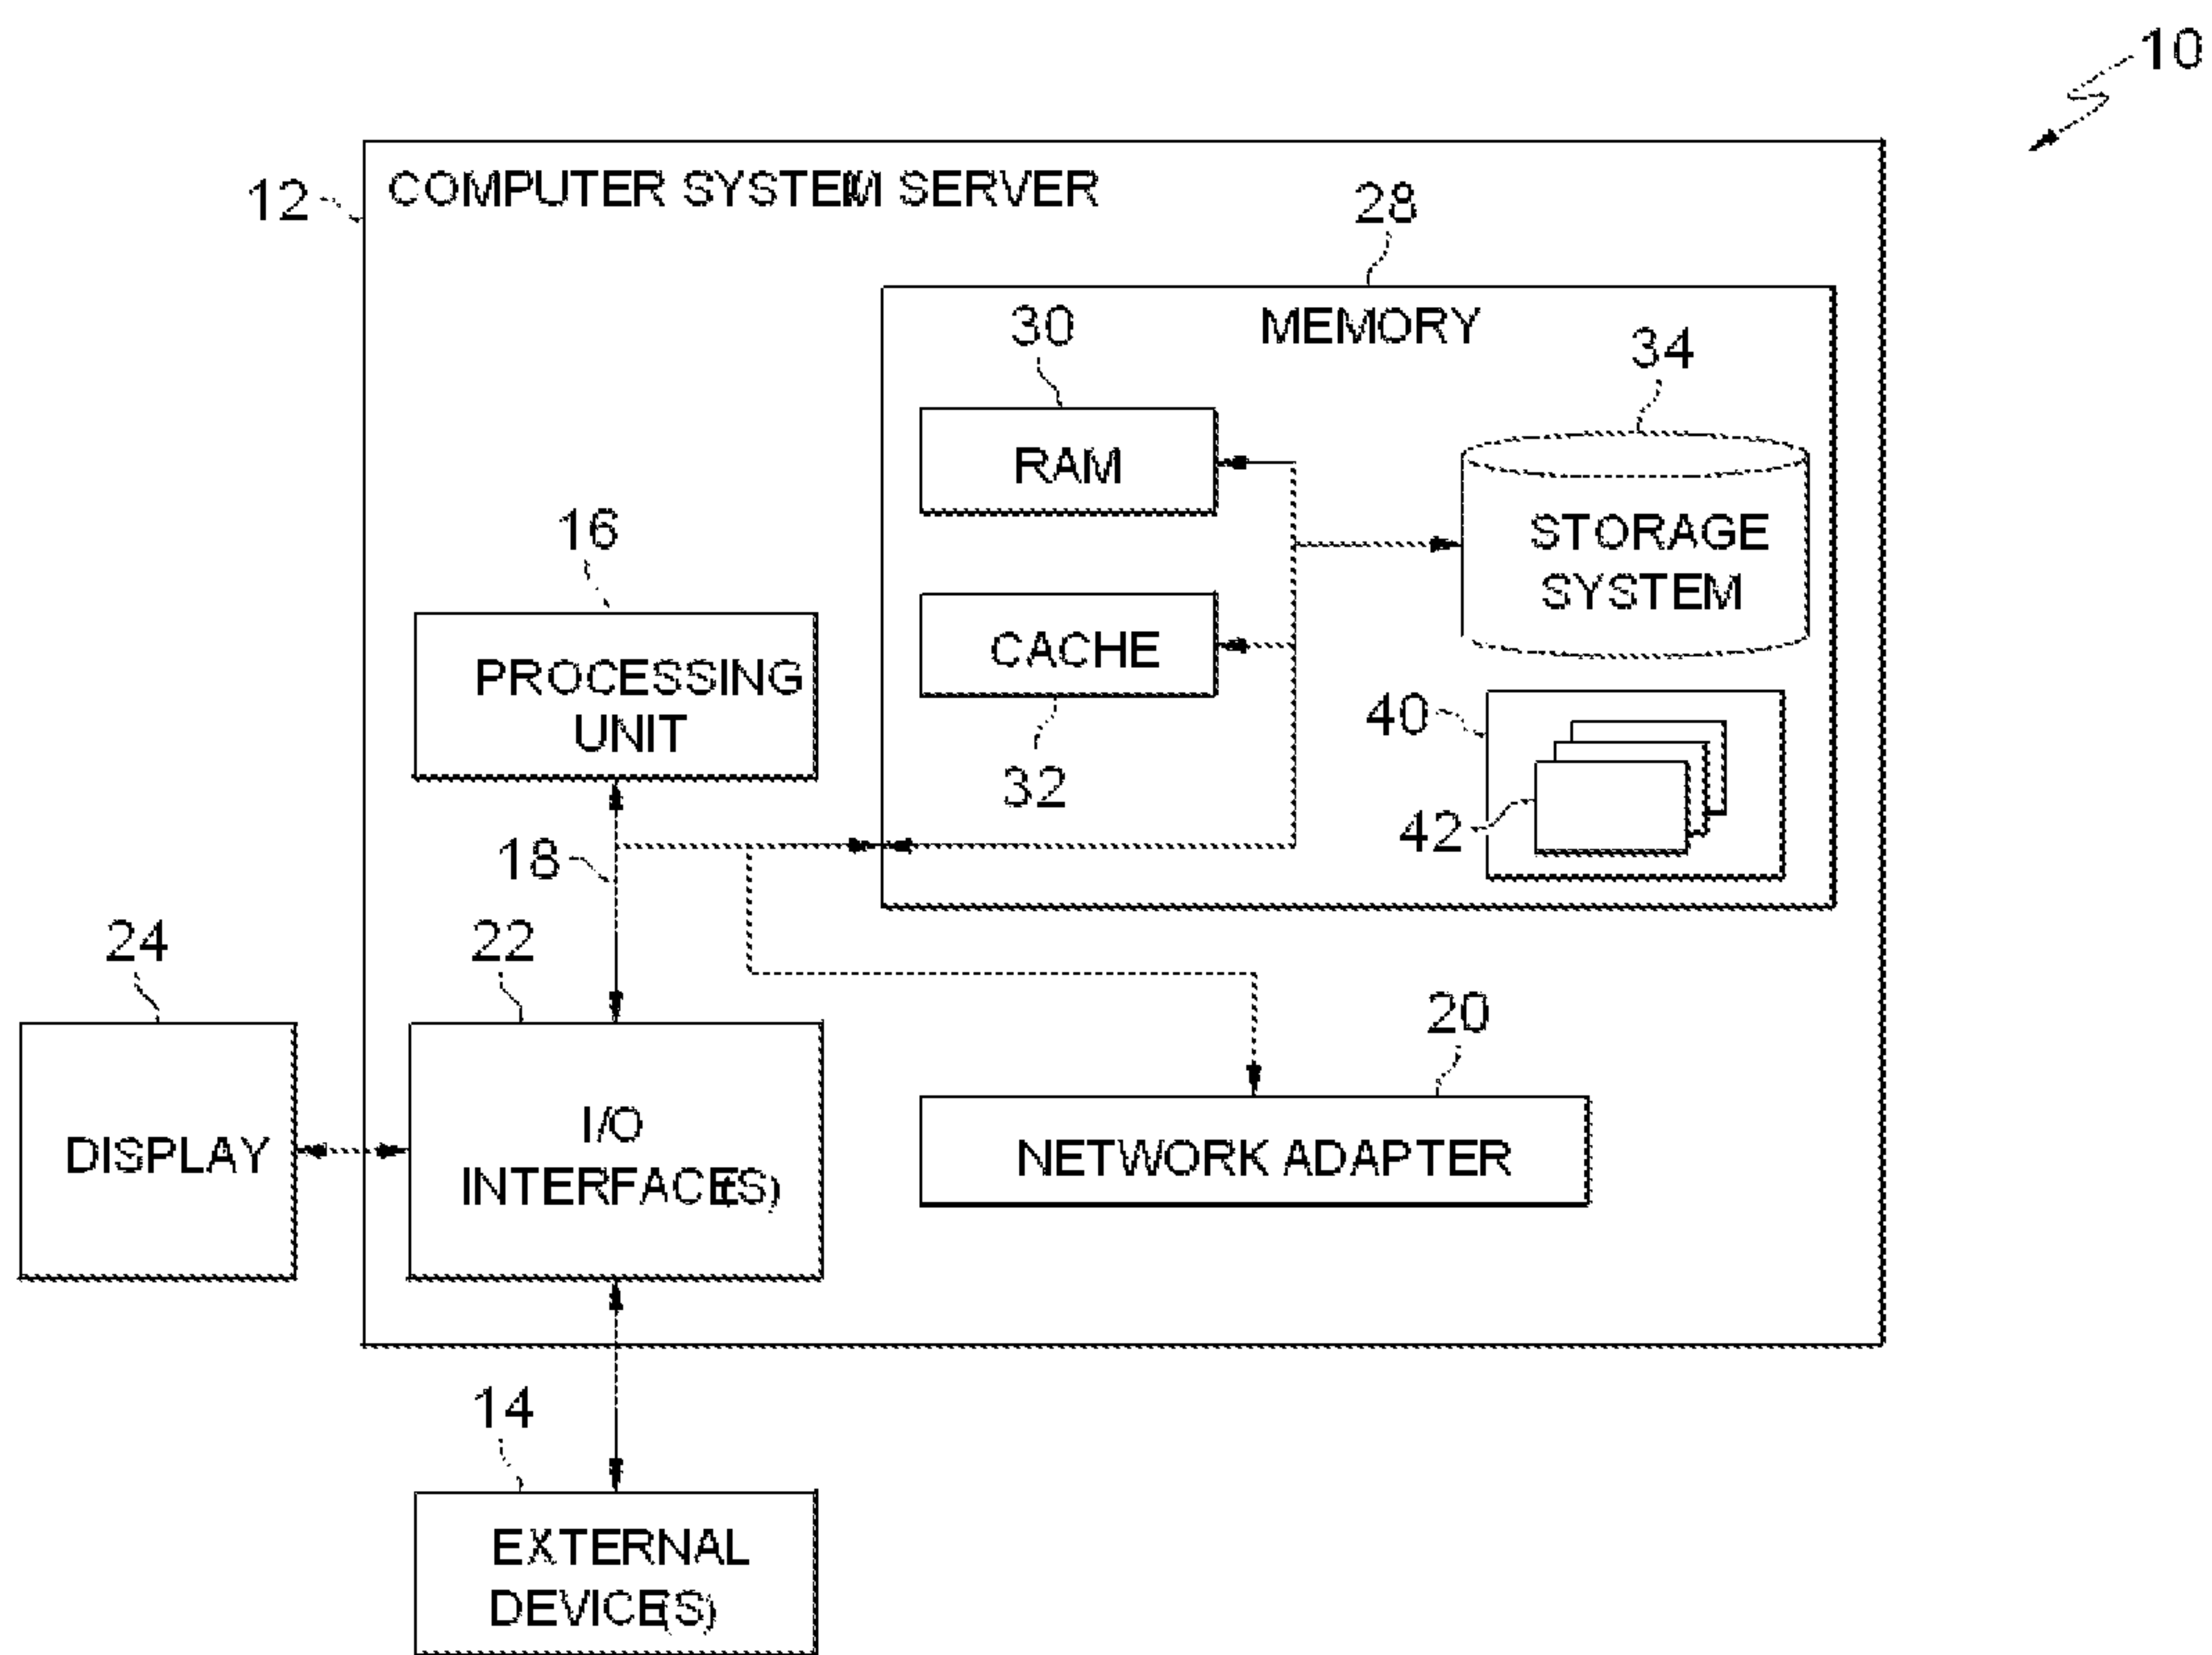 10
12
COMPUTER SYSTEM SERVER
28
MEMORY
30
34
RAM
STORAGE
SYSTEM
16
CACHE
PROCESSING
UNIT
32
40
42
18
24
22
20
DISPLAY
I/O
INTERFACE(S)
NETWORK ADAPTER
14
EXTERNAL
DEVICE(S)